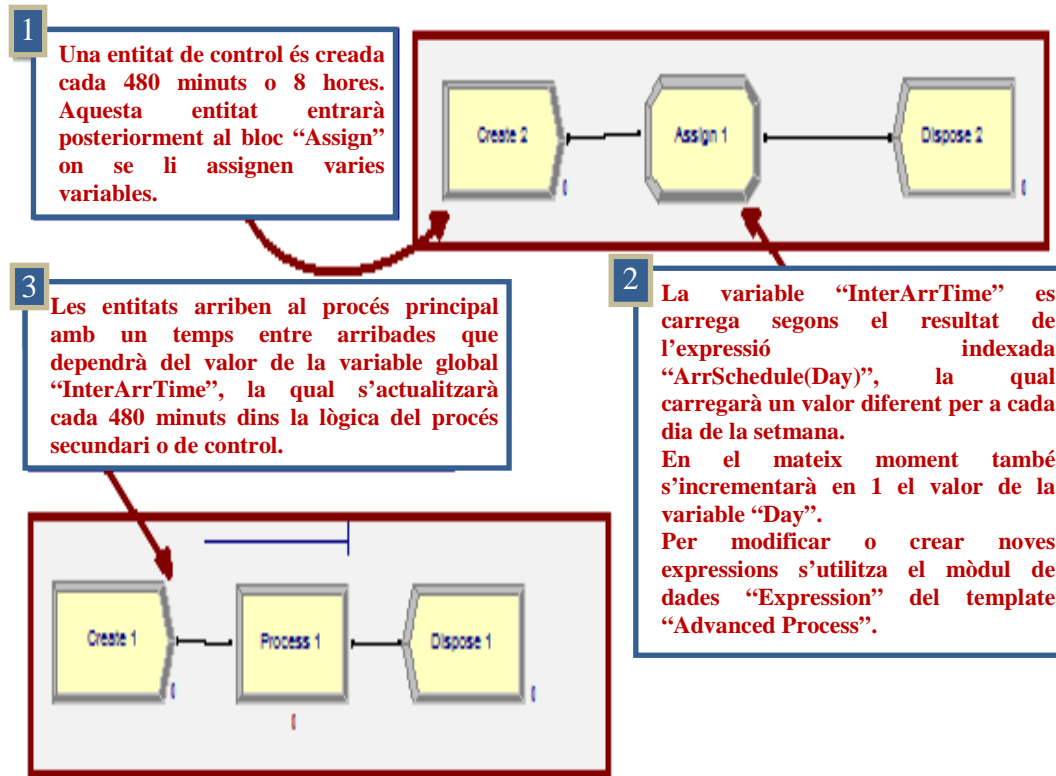 1
Una entitat de control és creada
cada 480 minuts o 8 hores.
Aquesta entitat entrarà
posteriorment al bloc “Assign”
on se li assignen varies
variables.
Create 2
0
Assign 1
Dispose 2
0
2
La variable “InterArrTime” es
carrega segons el resultat de
l’expressió indexada
“ArrSchedule(Day)”, la qual
carregarà un valor diferent per a cada
dia de la setmana.
En el mateix moment també
s’incrementarà en 1 el valor de la
variable “Day”.
Per modificar o crear noves
expressions s’utilitza el mòdul de
dades “Expression” del template
“Advanced Process”.
3
Les entitats arriben al procés principal
amb un temps entre arribades que
dependrà del valor de la variable global
“InterArrTime”, la qual s’actualitzarà
cada 480 minuts dins la lògica del procés
secundari o de control.
Create 1
0
Process 1
0
Dispose 1
0